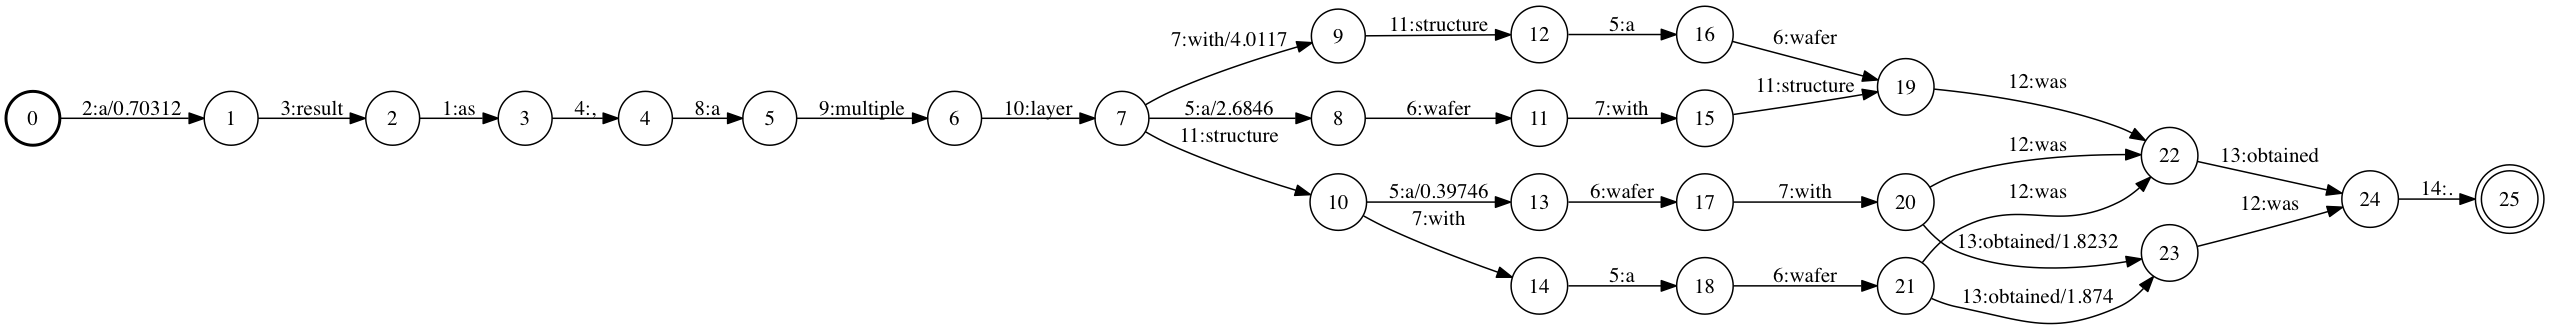 0 2:a/0.70312 1 3:result 2 1:as 3 4:, 4 8:a 5 9:multiple 6 10:layer 7
7:with/4.0117 9 11:structure 12 5:a 16 6:wafer
5:a/2.6846 8 6:wafer 11 7:with 15 11:structure 19 12:was
11:structure 10 5:a/0.39746 13 6:wafer 17 7:with 20 12:was 22 13:obtained
12:was
13:obtained/1.8232 23 12:was 24 14:. 25
7:with 14 5:a 18 6:wafer 21 13:obtained/1.874